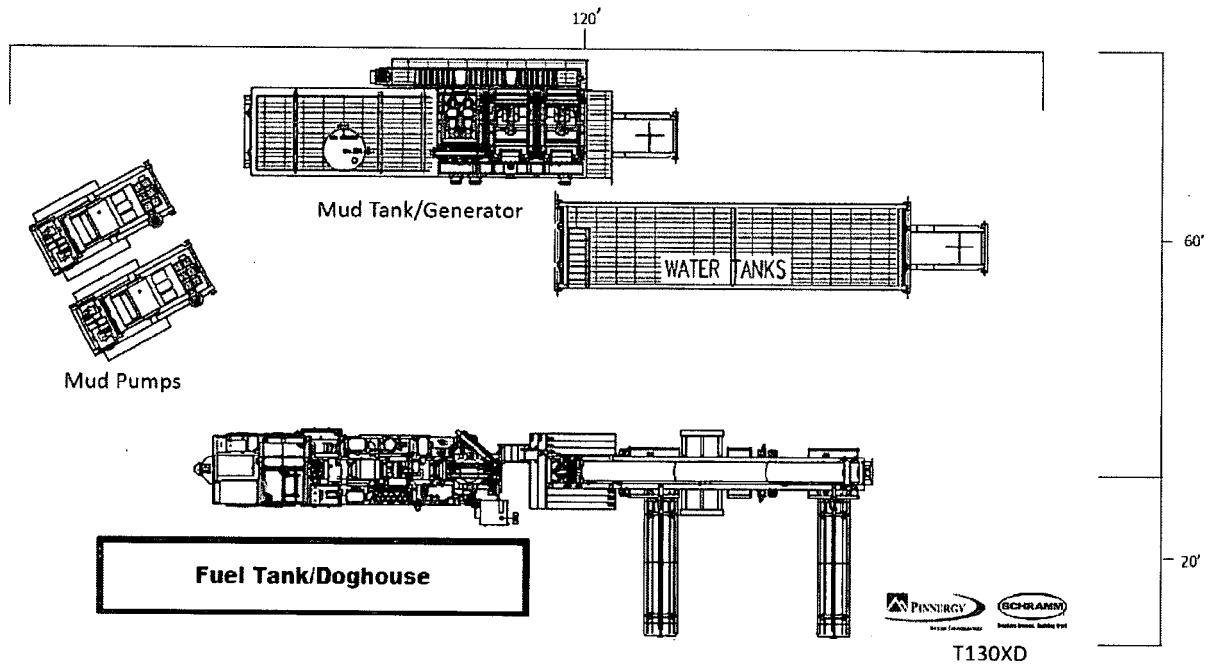 120'
Mud Tank/Generator
WATER TANKS
60'
Mud Pumps
Fuel Tank/Doghouse
20'
PINNERGY
SCHRAMM
T130XD